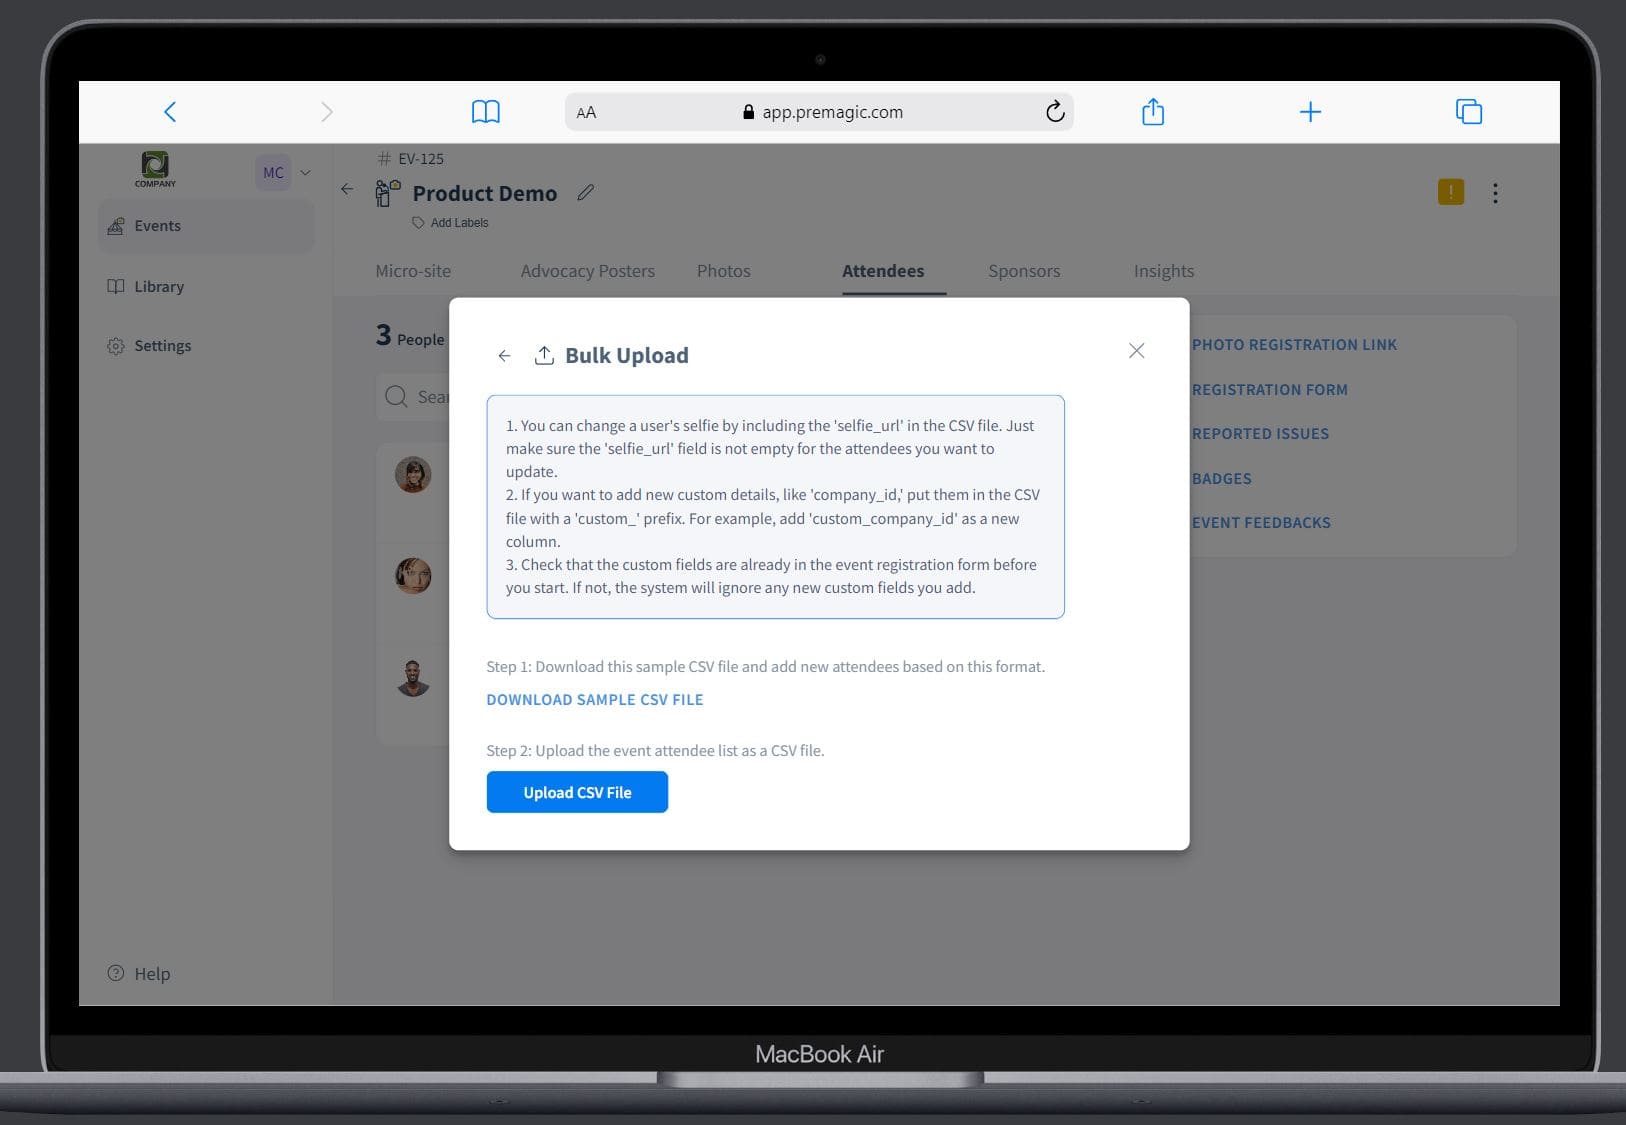 AA
app.premagic.com
COMPANY
MC
# EV-125
Product Demo
!
Add Labels
Events
Library
Settings
Help
Micro-site
Advocacy Posters
Photos
Attendees
Sponsors
Insights
3 People
Sear
Bulk Upload
1. You can change a user's selfie by including the 'selfie_url' in the CSV file. Just
make sure the 'selfie_url' field is not empty for the attendees you want to
update.
2. If you want to add new custom details, like 'company_id,' put them in the CSV
file with a 'custom_' prefix. For example, add 'custom_company_id' as a new
column.
3. Check that the custom fields are already in the event registration form before
you start. If not, the system will ignore any new custom fields you add.
Step 1: Download this sample CSV file and add new attendees based on this format.
DOWNLOAD SAMPLE CSV FILE
Step 2: Upload the event attendee list as a CSV file.
Upload CSV File
PHOTO REGISTRATION LINK
REGISTRATION FORM
REPORTED ISSUES
BADGES
EVENT FEEDBACKS
MacBook Air